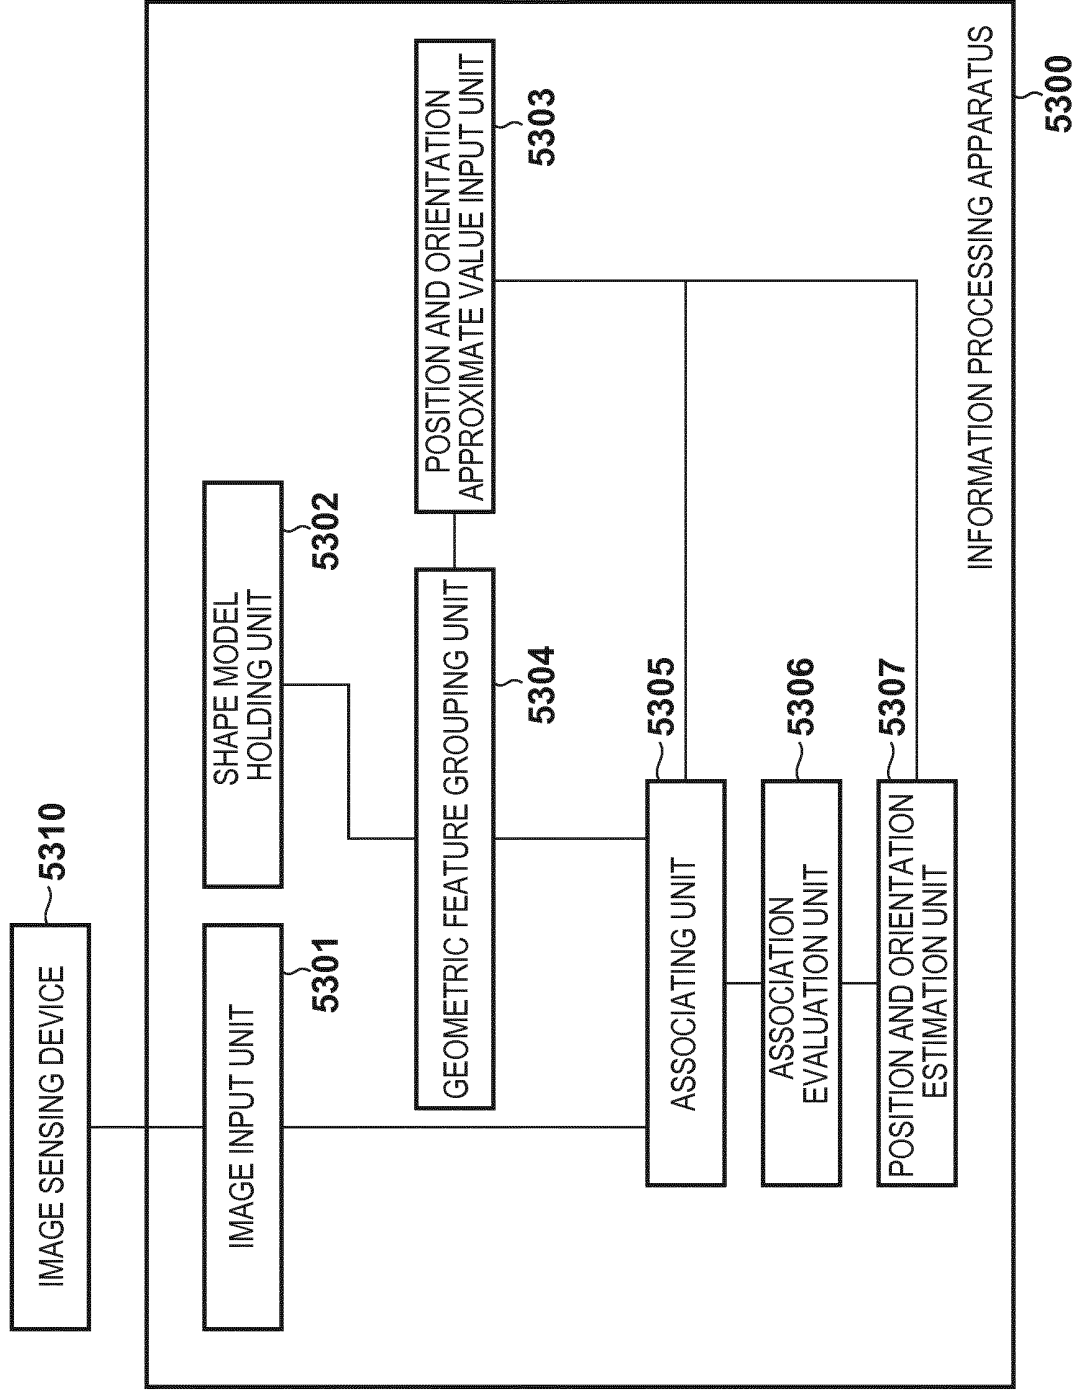 IMAGE SENSING DEVICE
5310
IMAGE INPUT UNIT
5301
SHAPE MODEL
HOLDING UNIT
5302
GEOMETRIC FEATURE GROUPING UNIT
5304
POSITION AND ORIENTATION
APPROXIMATE VALUE INPUT UNIT
5303
ASSOCIATING UNIT
5305
ASSOCIATION
EVALUATION UNIT
5306
POSITION AND ORIENTATION
ESTIMATION UNIT
5307
INFORMATION PROCESSING APPARATUS
5300